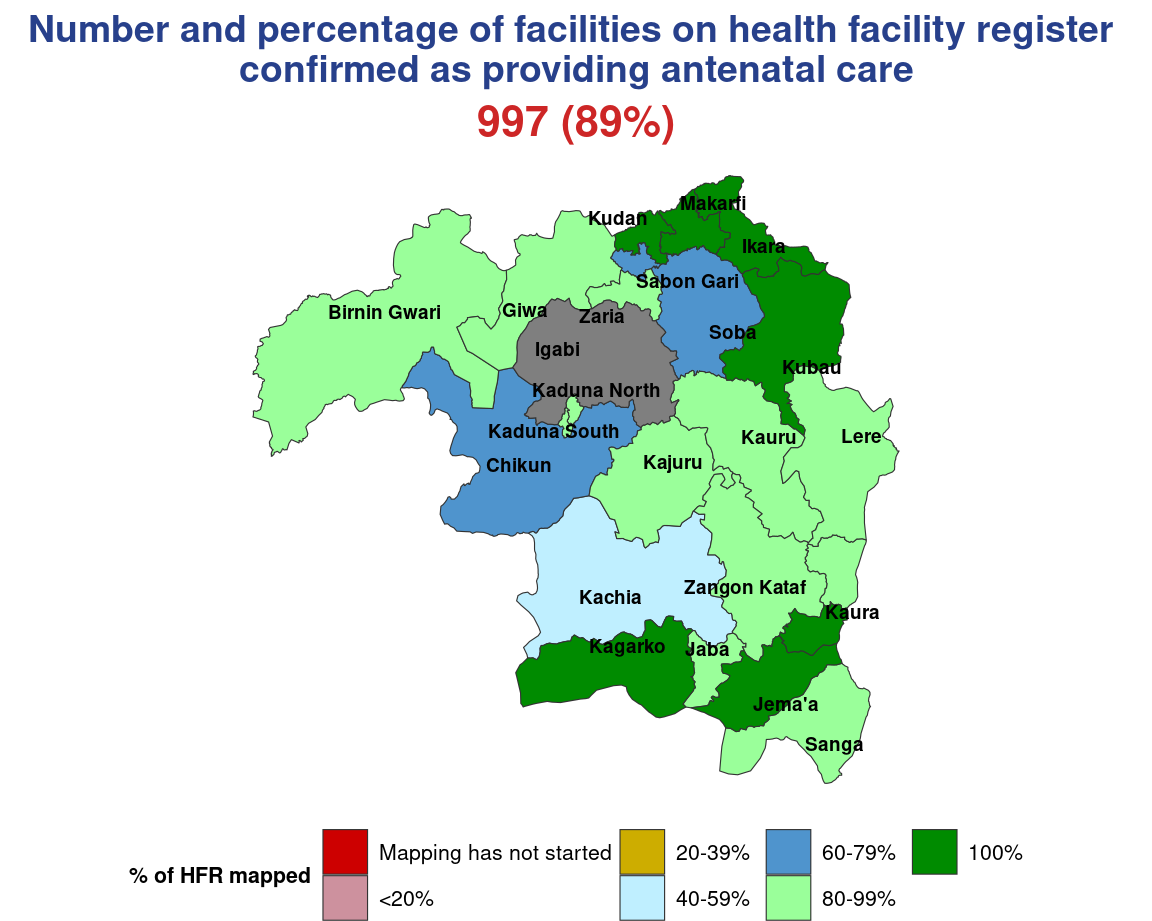 Number and percentage of facilities on health facility register
confirmed as providing antenatal care
997 (89%)
Makarfi
Kudan
Ikara
Sabon Gari
Birnin Gwari
Giwa
Zaria
Soba
Igabi
Kubau
Kaduna North
Kaduna South
Kauru
Lere
Chikun
Kajuru
Zangon Kataf
Kachia
Kaura
Kagarko
Jaba
Jema'a
Sanga
% of HFR mapped
Mapping has not started
<20%
20-39%
40-59%
60-79%
80-99%
100%